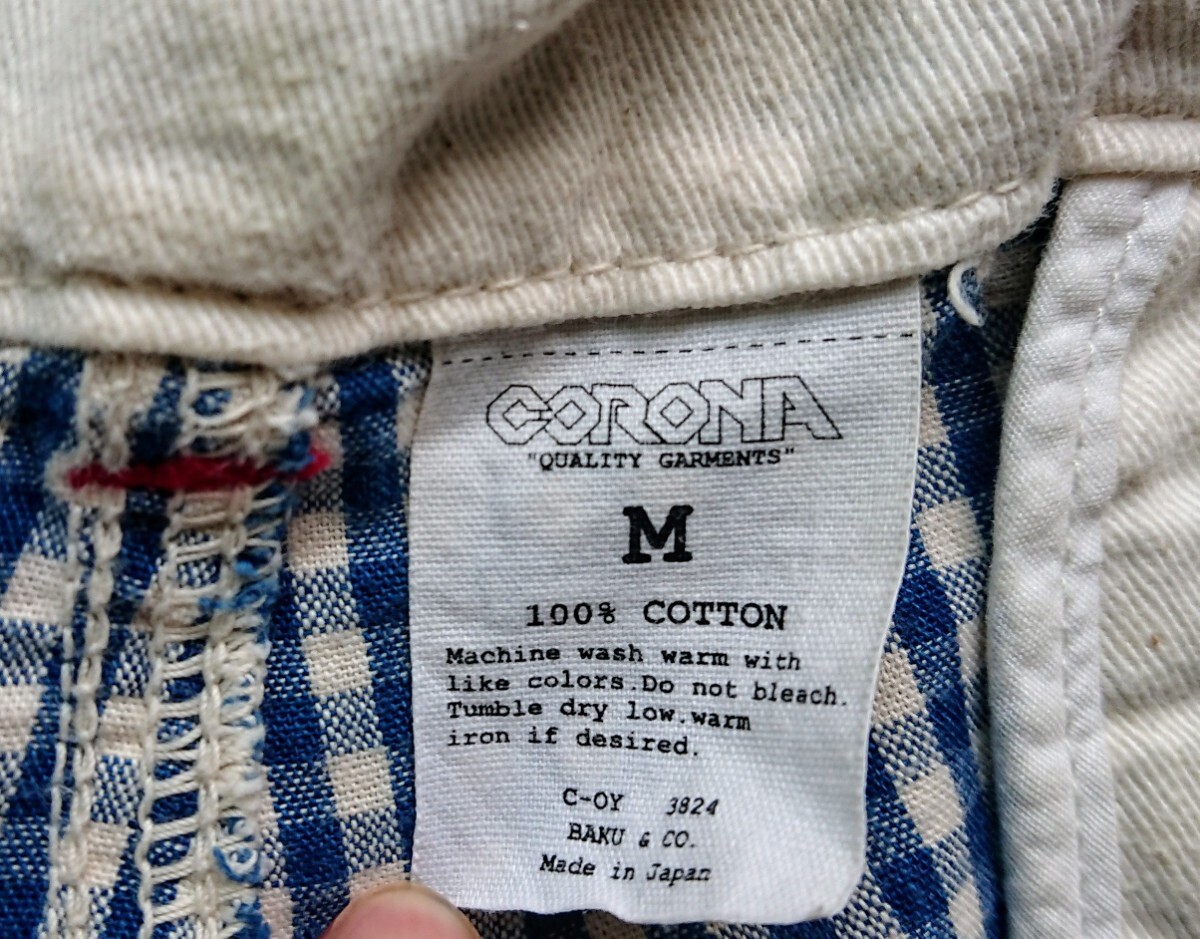 CORONA
"QUALITY GARMENTS"
M
100% COTTON
Machine wash warm with
like colors.Do not bleach.
Tumble dry low.warm
iron if desired.
C-OY 3824
BAKU & CO.
Made in Japan